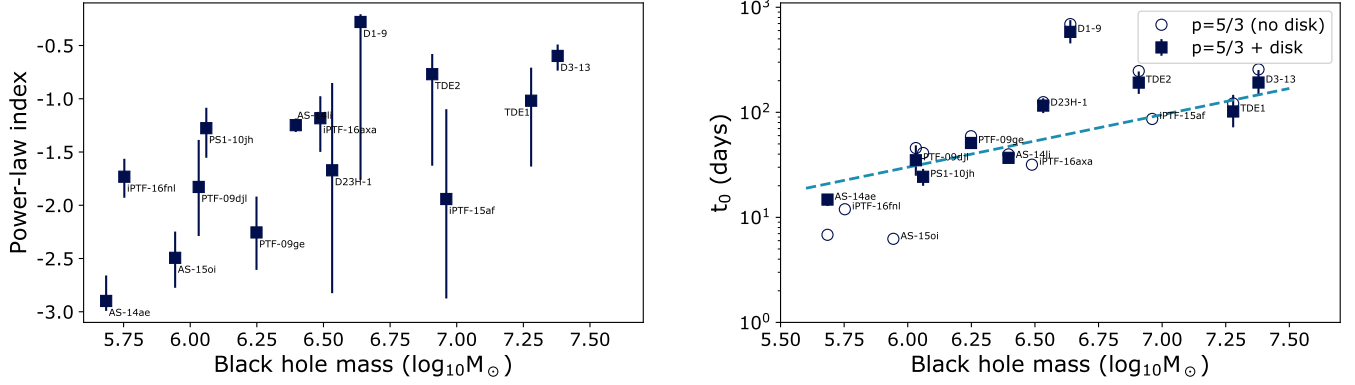 Power-law index
-0.5
-1.0
-1.5
-2.0
-2.5
-3.0
D1-9
D3-13
TDE2
TDE1
AS-14li
iPTF-16axa
PS1-10jh
D23H-1
iPTF-16fnl
PTF-09djl
iPTF-15af
PTF-09ge
AS-15oi
AS-14ae
5.75 6.00 6.25 6.50 6.75 7.00 7.25 7.50
Black hole mass (log₁₀M☉)
t₀ (days)
10³
10²
10¹
10⁰
p=5/3 (no disk)
p=5/3 + disk
D1-9
TDE2
D3-13
D23H-1
TDE1
iPTF-15af
PTF-09ge
PTF-09djl
AS-14li
iPTF-16axa
PS1-10jh
AS-14ae
iPTF-16fnl
AS-15oi
5.50 5.75 6.00 6.25 6.50 6.75 7.00 7.25 7.50
Black hole mass (log₁₀M☉)